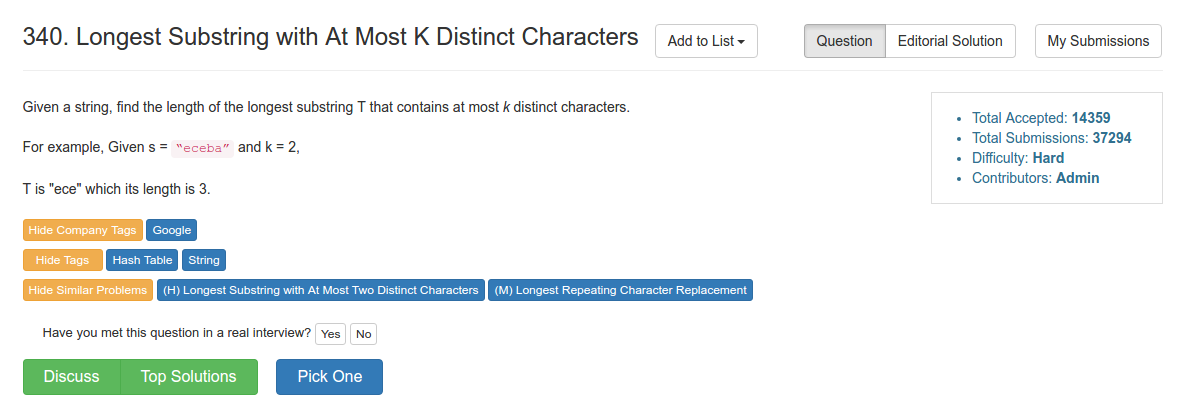 340. Longest Substring with At Most K Distinct Characters
Add to List
Question
Editorial Solution
My Submissions
Given a string, find the length of the longest substring T that contains at most k distinct characters.
For example, Given s = “eceba” and k = 2,
T is "ece" which its length is 3.
Total Accepted: 14359
Total Submissions: 37294
Difficulty: Hard
Contributors: Admin
Hide Company Tags Google
Hide Tags Hash Table String
Hide Similar Problems (H) Longest Substring with At Most Two Distinct Characters (M) Longest Repeating Character Replacement
Have you met this question in a real interview? Yes No
Discuss Top Solutions Pick One